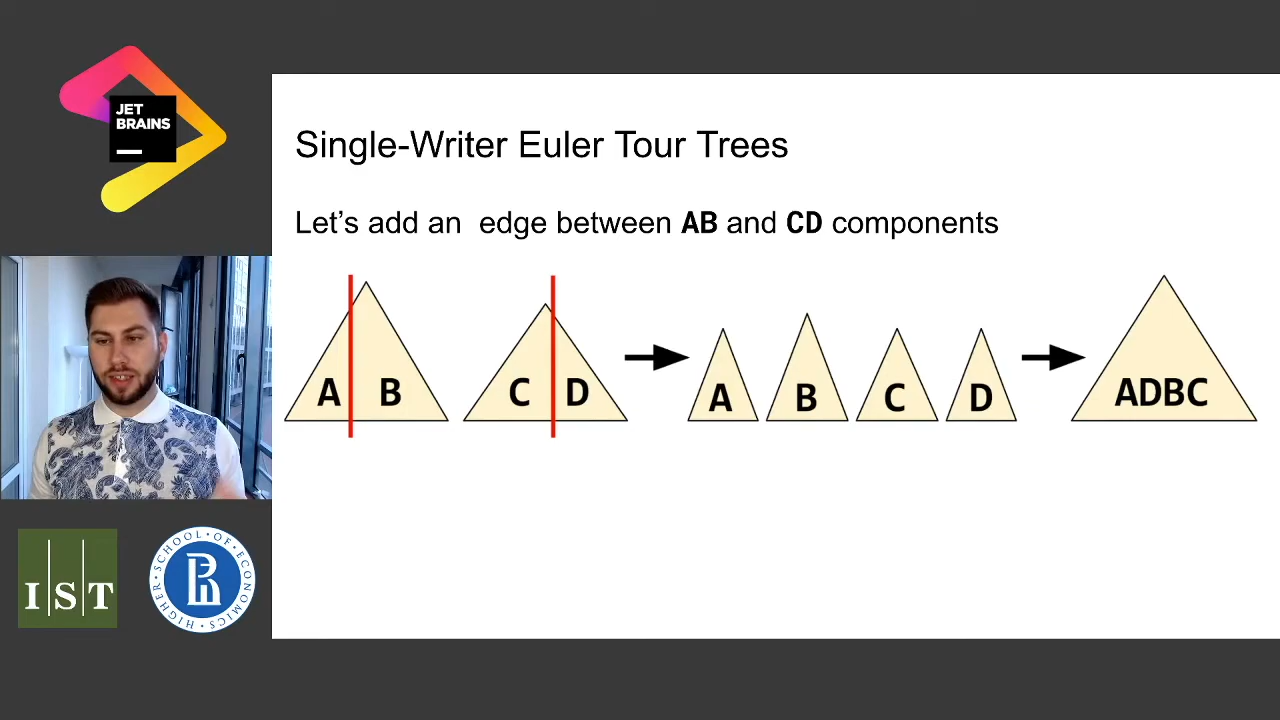 JET
BRAINS
Single-Writer Euler Tour Trees
Let's add an  edge between AB and CD components
A B C D A B C D ADBC
IST
HIGHER · SCHOOL · OF · ECONOMICS